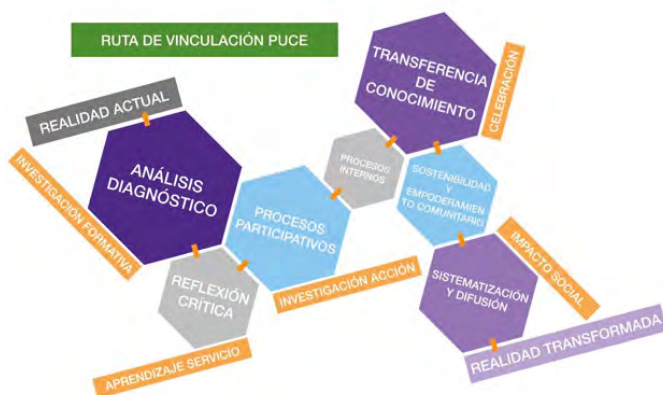 RUTA DE VINCULACIÓN PUCE
REALIDAD ACTUAL
INVESTIGACIÓN FORMATIVA
ANÁLISIS
DIAGNÓSTICO
REFLEXIÓN
CRÍTICA
APRENDIZAJE SERVICIO
PROCESOS
PARTICIPATIVOS
INVESTIGACIÓN ACCIÓN
PROCESOS
INTERNOS
TRANSFERENCIA
DE
CONOCIMIENTO
CELEBRACIÓN
SOSTENIBILIDAD
Y
EMPODERAMIEN
TO COMUNITARIO
IMPACTO SOCIAL
SISTEMATIZACIÓN
Y DIFUSIÓN
REALIDAD TRANSFORMADA